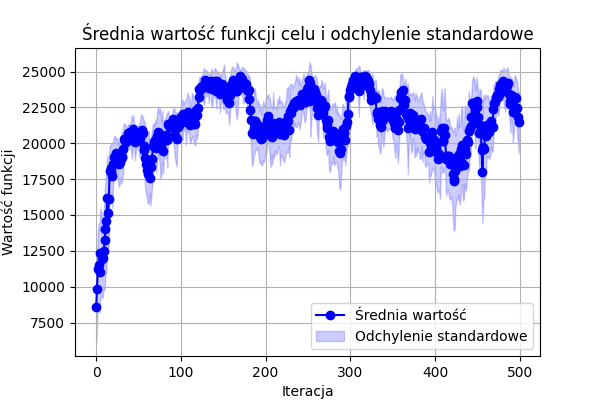 Średnia wartość funkcji celu i odchylenie standardowe
Wartość funkcji
25000
22500
20000
17500
15000
12500
10000
7500
0 100 200 300 400 500
Iteracja
Średnia wartość
Odchylenie standardowe